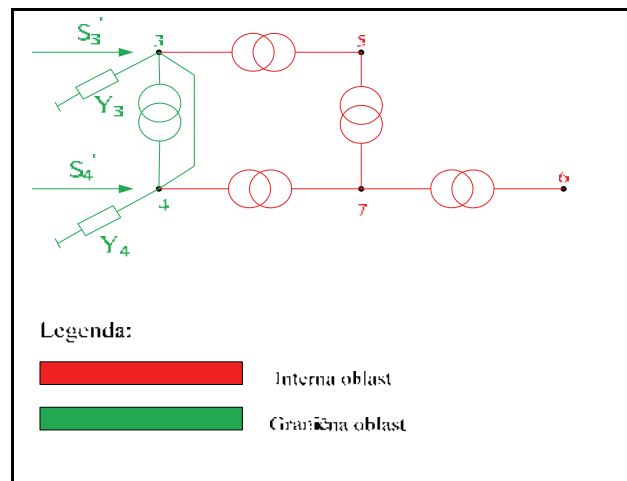 S₃'
3
5
Y₃
S₄'
4
7
6
Y₄
Legenda:
Interna oblast
Granična oblast